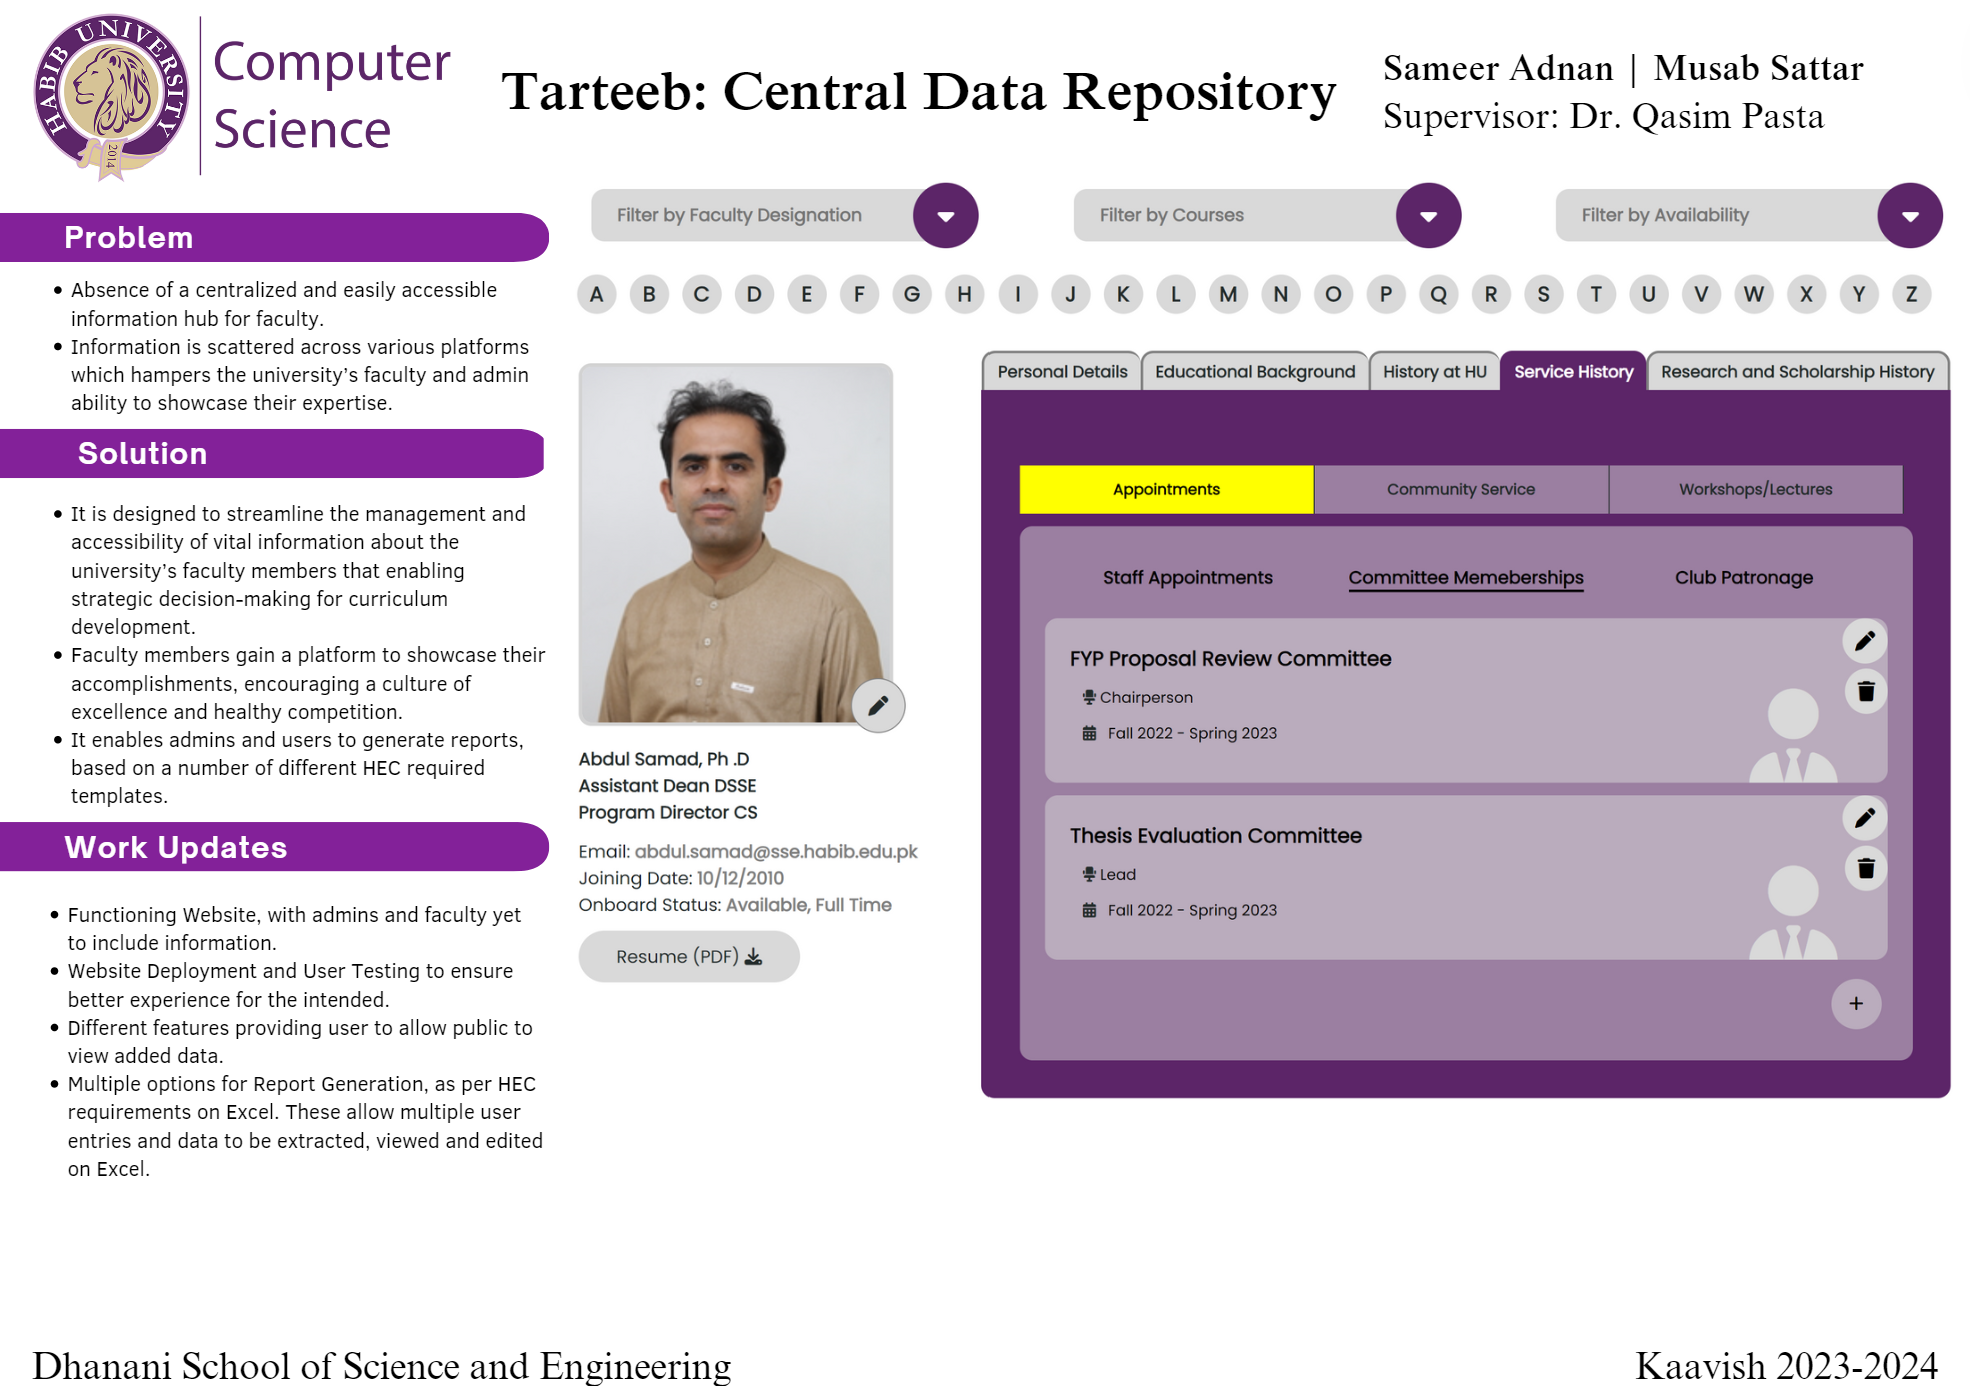 HABIB UNIVERSITY
2014
Computer
Science
Tarteeb: Central Data Repository
Sameer Adnan | Musab Sattar
Supervisor: Dr. Qasim Pasta
Problem
• Absence of a centralized and easily accessible
information hub for faculty.
• Information is scattered across various platforms
which hampers the university's faculty and admin
ability to showcase their expertise.
Solution
• It is designed to streamline the management and
accessibility of vital information about the
university's faculty members that enabling
strategic decision-making for curriculum
development.
• Faculty members gain a platform to showcase their
accomplishments, encouraging a culture of
excellence and healthy competition.
• It enables admins and users to generate reports,
based on a number of different HEC required
templates.
Work Updates
• Functioning Website, with admins and faculty yet
to include information.
• Website Deployment and User Testing to ensure
better experience for the intended.
• Different features providing user to allow public to
view added data.
• Multiple options for Report Generation, as per HEC
requirements on Excel. These allow multiple user
entries and data to be extracted, viewed and edited
on Excel.
Filter by Faculty Designation
Filter by Courses
Filter by Availability
A B C D E F G H I J K L M N O P Q R S T U V W X Y Z
Abdul Samad, Ph .D
Assistant Dean DSSE
Program Director CS
Email: abdul.samad@sse.habib.edu.pk
Joining Date: 10/12/2010
Onboard Status: Available, Full Time
Resume (PDF)
Personal Details Educational Background History at HU Service History Research and Scholarship History
Appointments Community Service Workshops/Lectures
Staff Appointments Committee Memeberships Club Patronage
FYP Proposal Review Committee
Chairperson
Fall 2022 - Spring 2023
Thesis Evaluation Committee
Lead
Fall 2022 - Spring 2023
+
Dhanani School of Science and Engineering
Kaavish 2023-2024